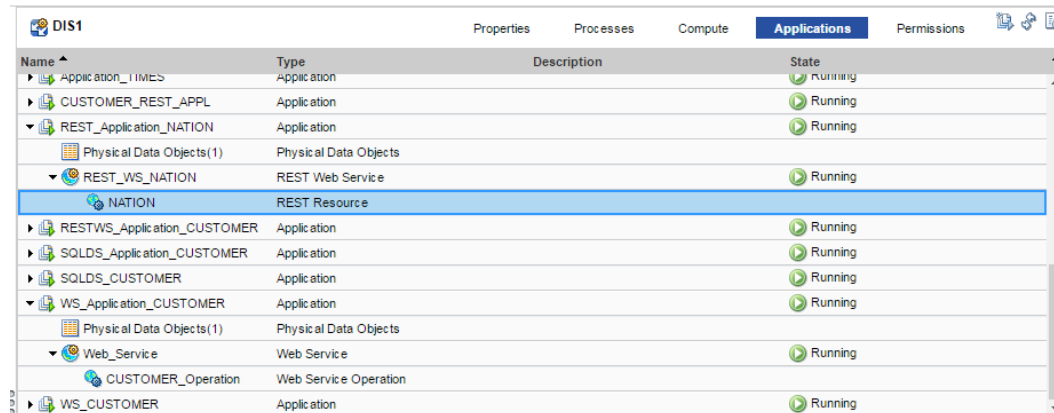 DIS1 Properties Processes Compute Applications Permissions
Name Type Description State
Application_TIMES Application Running
CUSTOMER_REST_APPL Application Running
REST_Application_NATION Application Running
Physical Data Objects(1) Physical Data Objects
REST_WS_NATION REST Web Service Running
NATION REST Resource
RESTWS_Application_CUSTOMER Application Running
SQLDS_Application_CUSTOMER Application Running
SQLDS_CUSTOMER Application Running
WS_Application_CUSTOMER Application Running
Physical Data Objects(1) Physical Data Objects
Web_Service Web Service Running
CUSTOMER_Operation Web Service Operation
WS_CUSTOMER Application Running